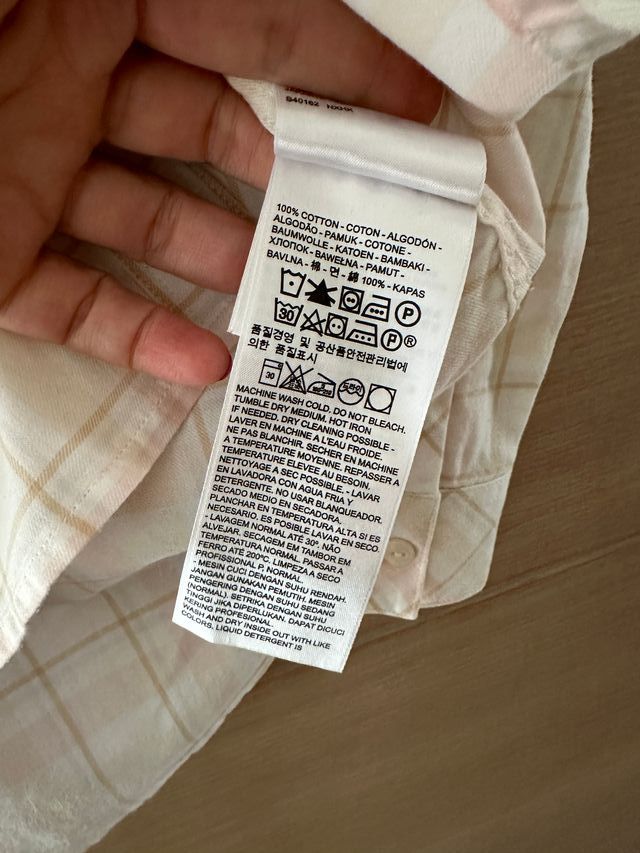 100% COTTON - COTON - ALGODÓN -
ALGODÃO - PAMUK - COTONE -
BAUMWOLLE - KATOEN - BAMBAKI -
ХЛОПОК - BAWEŁNA - PAMUT -
BAVLNA - 棉 - 면 - 綿 100% - KAPAS
P
30 P®
품질경영 및 공산품안전관리법에
의한 품질표시
30 드라이
MACHINE WASH COLD. DO NOT BLEACH.
TUMBLE DRY MEDIUM. HOT IRON
IF NEEDED. DRY CLEANING POSSIBLE -
LAVER EN MACHINE A L'EAU FROIDE.
NE PAS BLANCHIR. SECHER EN MACHINE
A TEMPERATURE MOYENNE. REPASSER A
TEMPERATURE ELEVEE AU BESOIN.
NETTOYAGE A SEC POSSIBLE. - LAVAR
EN LAVADORA CON AGUA FRIA Y
DETERGENTE. NO USAR BLANQUEADOR.
SECADO MEDIO EN SECADORA.
PLANCHAR EN TEMPERATURA ALTA SI ES
NECESARIO. ES POSIBLE LAVAR EN SECO.
- LAVAGEM NORMAL ATÉ 30º. NÃO
ALVEJAR. SECAGEM EM TAMBOR EM
TEMPERATURA NORMAL. PASSAR A
FERRO ATÉ 200ºC. LIMPEZA A SECO
PROFISSIONAL P, NORMAL.
- MESIN CUCI DENGAN SUHU RENDAH.
JANGAN GUNAKAN PEMUTIH. MESIN
PENGERING DENGAN SUHU SEDANG
(NORMAL). SETRIKA DENGAN SUHU
TINGGI JIKA DIPERLUKAN. DAPAT DICUCI
KERING PROFESIONAL.
WASH AND DRY INSIDE OUT WITH LIKE
COLORS. LIQUID DETERGENT IS